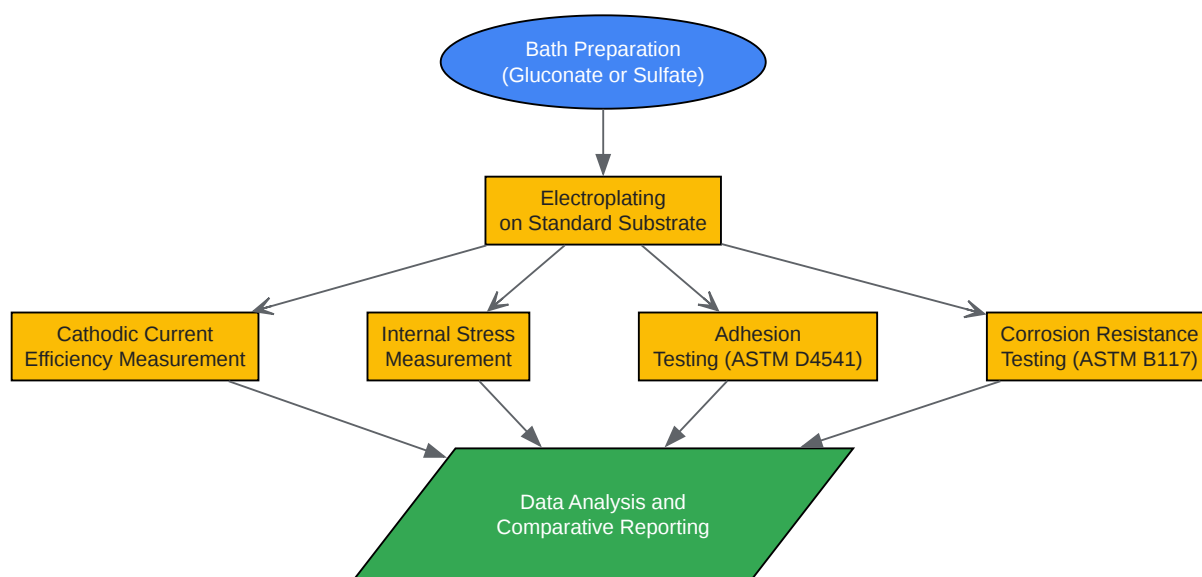 Bath Preparation
(Gluconate or Sulfate)
Electroplating
on Standard Substrate
Cathodic Current
Efficiency Measurement
Internal Stress
Measurement
Adhesion
Testing (ASTM D4541)
Corrosion Resistance
Testing (ASTM B117)
Data Analysis and
Comparative Reporting